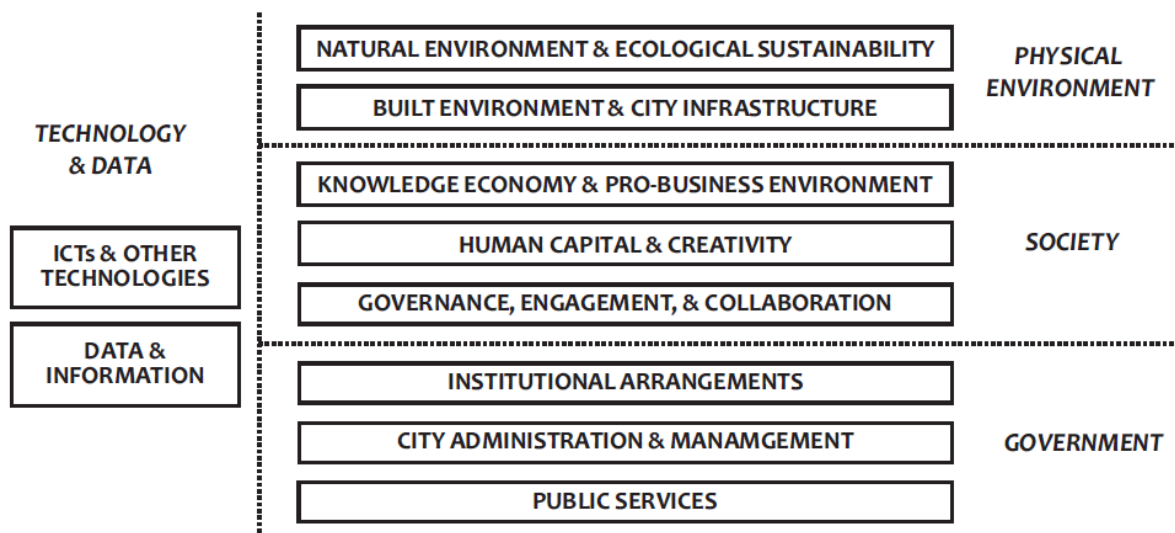 TECHNOLOGY
& DATA
ICTs & OTHER
TECHNOLOGIES
DATA &
INFORMATION
NATURAL ENVIRONMENT & ECOLOGICAL SUSTAINABILITY
BUILT ENVIRONMENT & CITY INFRASTRUCTURE
PHYSICAL
ENVIRONMENT
KNOWLEDGE ECONOMY & PRO-BUSINESS ENVIRONMENT
HUMAN CAPITAL & CREATIVITY
GOVERNANCE, ENGAGEMENT, & COLLABORATION
SOCIETY
INSTITUTIONAL ARRANGEMENTS
CITY ADMINISTRATION & MANAMGEMENT
PUBLIC SERVICES
GOVERNMENT